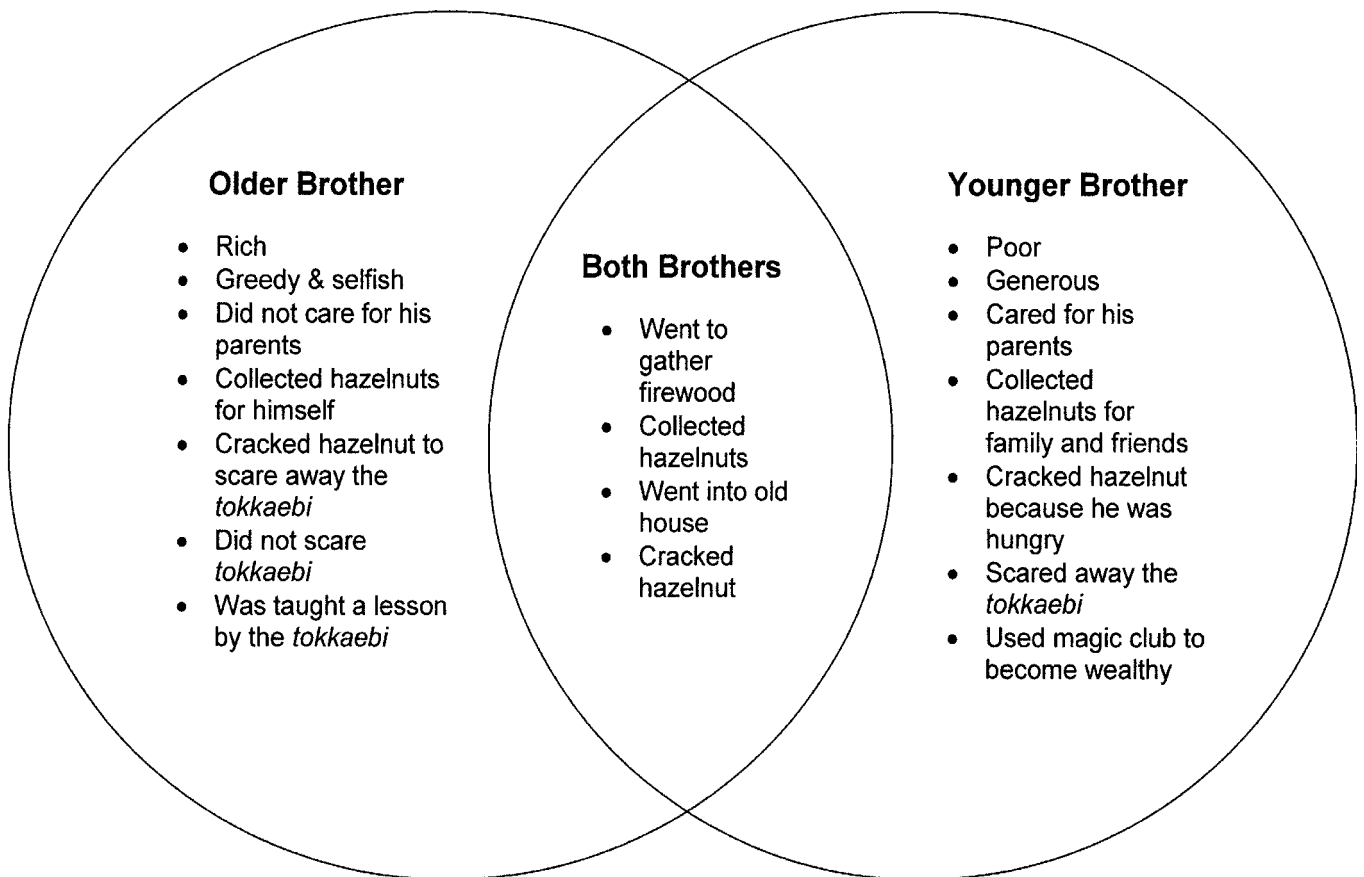 Older Brother
• Rich
• Greedy & selfish
• Did not care for his
parents
• Collected hazelnuts
for himself
• Cracked hazelnut to
scare away the
tokkaebi
• Did not scare
tokkaebi
• Was taught a lesson
by the tokkaebi
Both Brothers
• Went to
gather
firewood
• Collected
hazelnuts
• Went into old
house
• Cracked
hazelnut
Younger Brother
• Poor
• Generous
• Cared for his
parents
• Collected
hazelnuts for
family and friends
• Cracked hazelnut
because he was
hungry
• Scared away the
tokkaebi
• Used magic club to
become wealthy